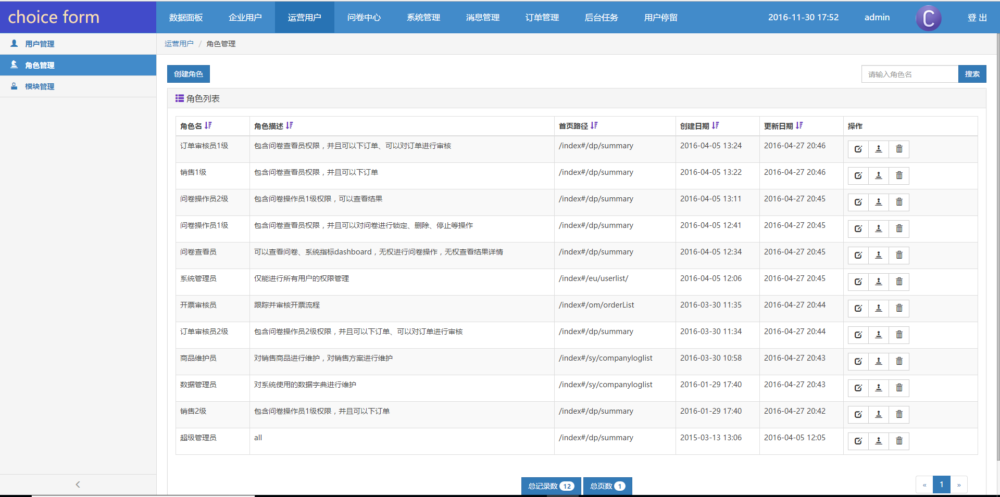 choice form
数据面板 企业用户 运营用户 问卷中心 系统管理 消息管理 订单管理 后台任务 用户停留 2016-11-30 17:52 admin C 登 出
用户管理
角色管理
模块管理
运营用户 / 角色管理
创建角色 请输入角色名 搜索
角色列表
角色名 角色描述 首页路径 创建日期 更新日期 操作
订单审核员1级 包含问卷查看员权限，并且可以下订单、可以对订单进行审核 /index#/dp/summary 2016-04-05 13:24 2016-04-27 20:46
销售1级 包含问卷查看员权限，并且可以下订单 /index#/dp/summary 2016-04-05 13:22 2016-04-27 20:46
问卷操作员2级 包含问卷操作员1级权限，可以查看结果 /index#/dp/summary 2016-04-05 13:11 2016-04-27 20:45
问卷操作员1级 包含问卷查看员权限，并且可以对问卷进行锁定、删除、停止等操作 /index#/dp/summary 2016-04-05 12:41 2016-04-27 20:45
问卷查看员 可以查看问卷、系统指标dashboard，无权进行问卷操作，无权查看结果详情 /index#/dp/summary 2016-04-05 12:34 2016-04-27 20:45
系统管理员 仅能进行所有用户的权限管理 /index#/eu/userlist/ 2016-04-05 12:06 2016-04-27 20:45
开票审核员 跟踪并审核开票流程 /index#/om/orderList 2016-03-30 11:35 2016-04-27 20:44
订单审核员2级 包含问卷操作员2级权限，并且可以下订单、可以对订单进行审核 /index#/dp/summary 2016-03-30 11:34 2016-04-27 20:44
商品维护员 对销售商品进行维护，对销售方案进行维护 /index#/sy/companyloglist 2016-03-30 10:58 2016-04-27 20:43
数据管理员 对系统使用的数据字典进行维护 /index#/sy/companyloglist 2016-01-29 17:40 2016-04-27 20:43
销售2级 包含问卷操作员1级权限，并且可以下订单 /index#/dp/summary 2016-01-29 17:40 2016-04-27 20:42
超级管理员 all /index#/dp/summary 2015-03-13 13:06 2016-04-05 12:05
总记录数 12 总页数 1 « 1 »